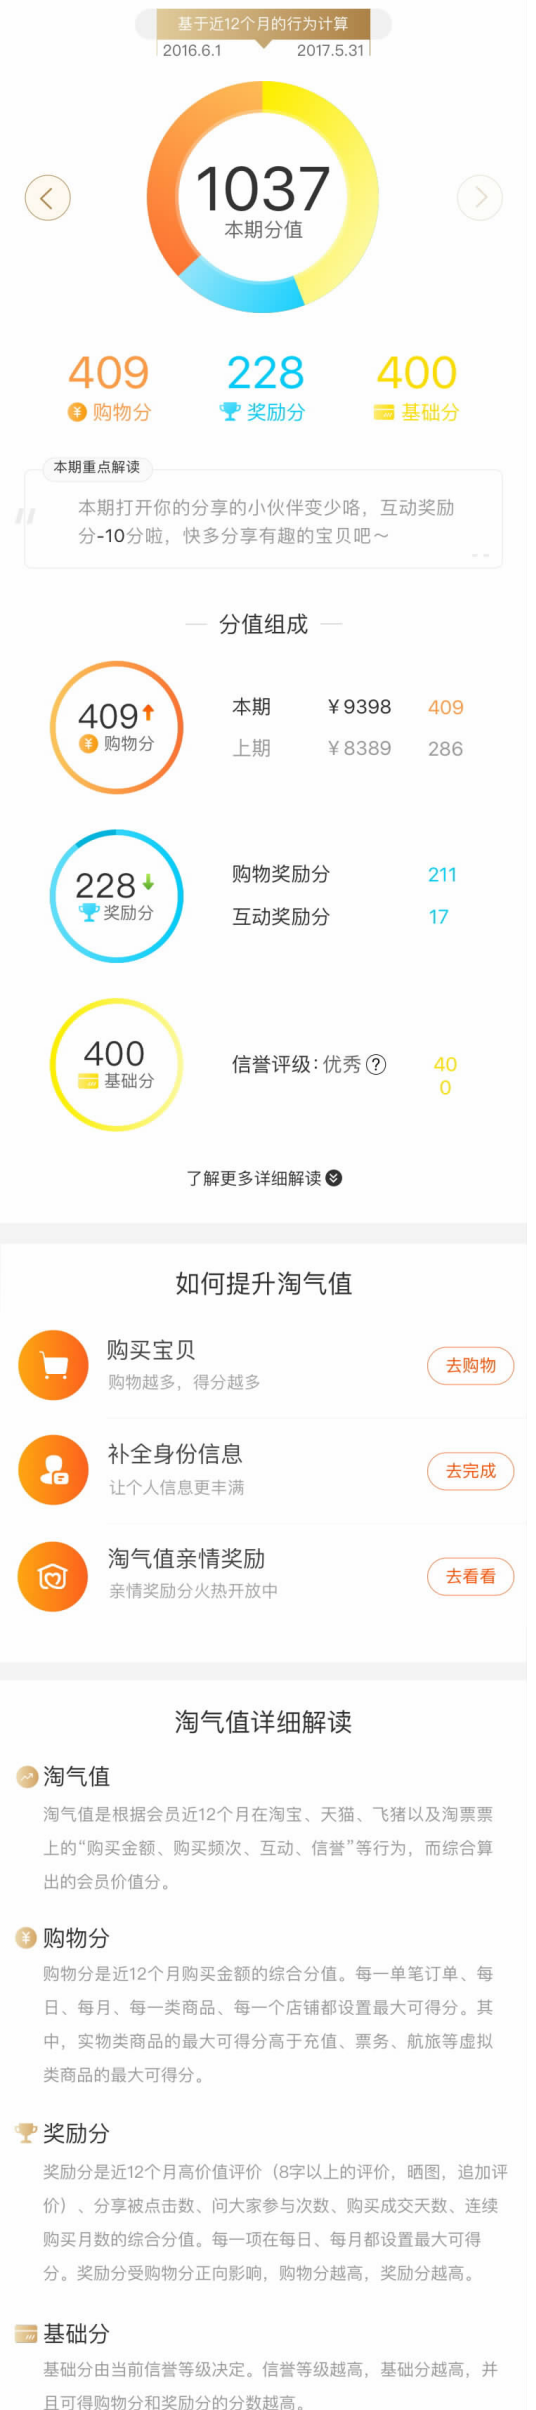 基于近12个月的行为计算
2016.6.1 2017.5.31
1037
本期分值
409 228 400
购物分 奖励分 基础分
本期重点解读
本期打开你的分享的小伙伴变少咯，互动奖励
分-10分啦，快多分享有趣的宝贝吧～
分值组成
409
购物分
本期 ¥9398 409
上期 ¥8389 286
228
奖励分
购物奖励分 211
互动奖励分 17
400
基础分
信誉评级：优秀? 40
0
了解更多详细解读
如何提升淘气值
购买宝贝
购物越多，得分越多
去购物
补全身份信息
让个人信息更丰满
去完成
淘气值亲情奖励
亲情奖励分火热开放中
去看看
淘气值详细解读
淘气值
淘气值是根据会员近12个月在淘宝、天猫、飞猪以及淘票票
上的“购买金额、购买频次、互动、信誉”等行为，而综合算
出的会员价值分。
购物分
购物分是近12个月购买金额的综合分值。每一单笔订单、每
日、每月、每一类商品、每一个店铺都设置最大可得分。其
中，实物类商品的最大可得分高于充值、票务、航旅等虚拟
类商品的最大可得分。
奖励分
奖励分是近12个月高价值评价（8字以上的评价，晒图，追加评
价）、分享被点击数、问大家参与次数、购买成交天数、连续
购买月数的综合分值。每一项在每日、每月都设置最大可得
分。奖励分受购物分正向影响，购物分越高，奖励分越高。
基础分
基础分由当前信誉等级决定。信誉等级越高，基础分越高，并
且可得购物分和奖励分的分数越高。